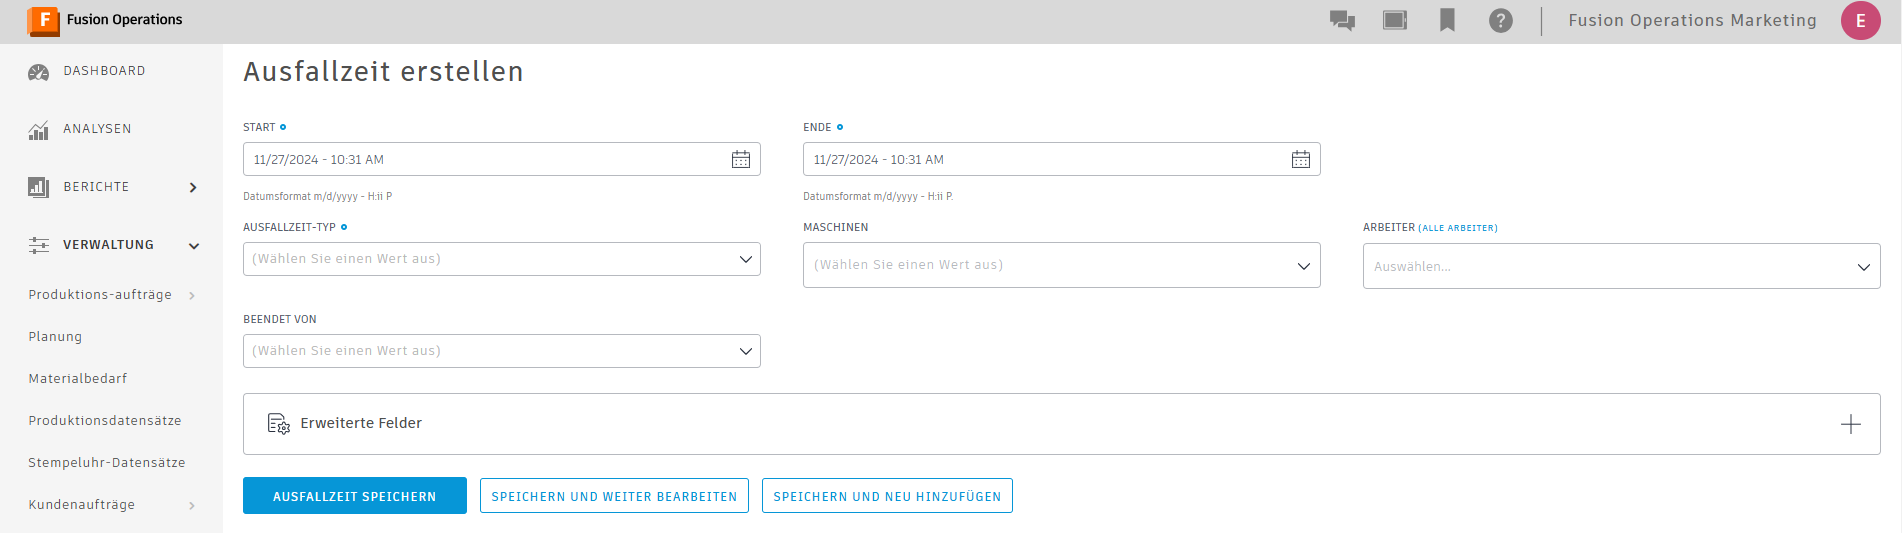 F Fusion Operations
? Fusion Operations Marketing E
DASHBOARD
ANALYSEN
BERICHTE
VERWALTUNG
Produktions-aufträge
Planung
Materialbedarf
Produktionsdatensätze
Stempeluhr-Datensätze
Kundenaufträge
Ausfallzeit erstellen
START
11/27/2024 - 10:31 AM
Datumsformat m/d/yyyy - H:ii P
ENDE
11/27/2024 - 10:31 AM
Datumsformat m/d/yyyy - H:ii P.
AUSFALLZEIT-TYP
(Wählen Sie einen Wert aus)
MASCHINEN
(Wählen Sie einen Wert aus)
ARBEITER (ALLE ARBEITER)
Auswählen...
BEENDET VON
(Wählen Sie einen Wert aus)
Erweiterte Felder
AUSFALLZEIT SPEICHERN
SPEICHERN UND WEITER BEARBEITEN
SPEICHERN UND NEU HINZUFÜGEN